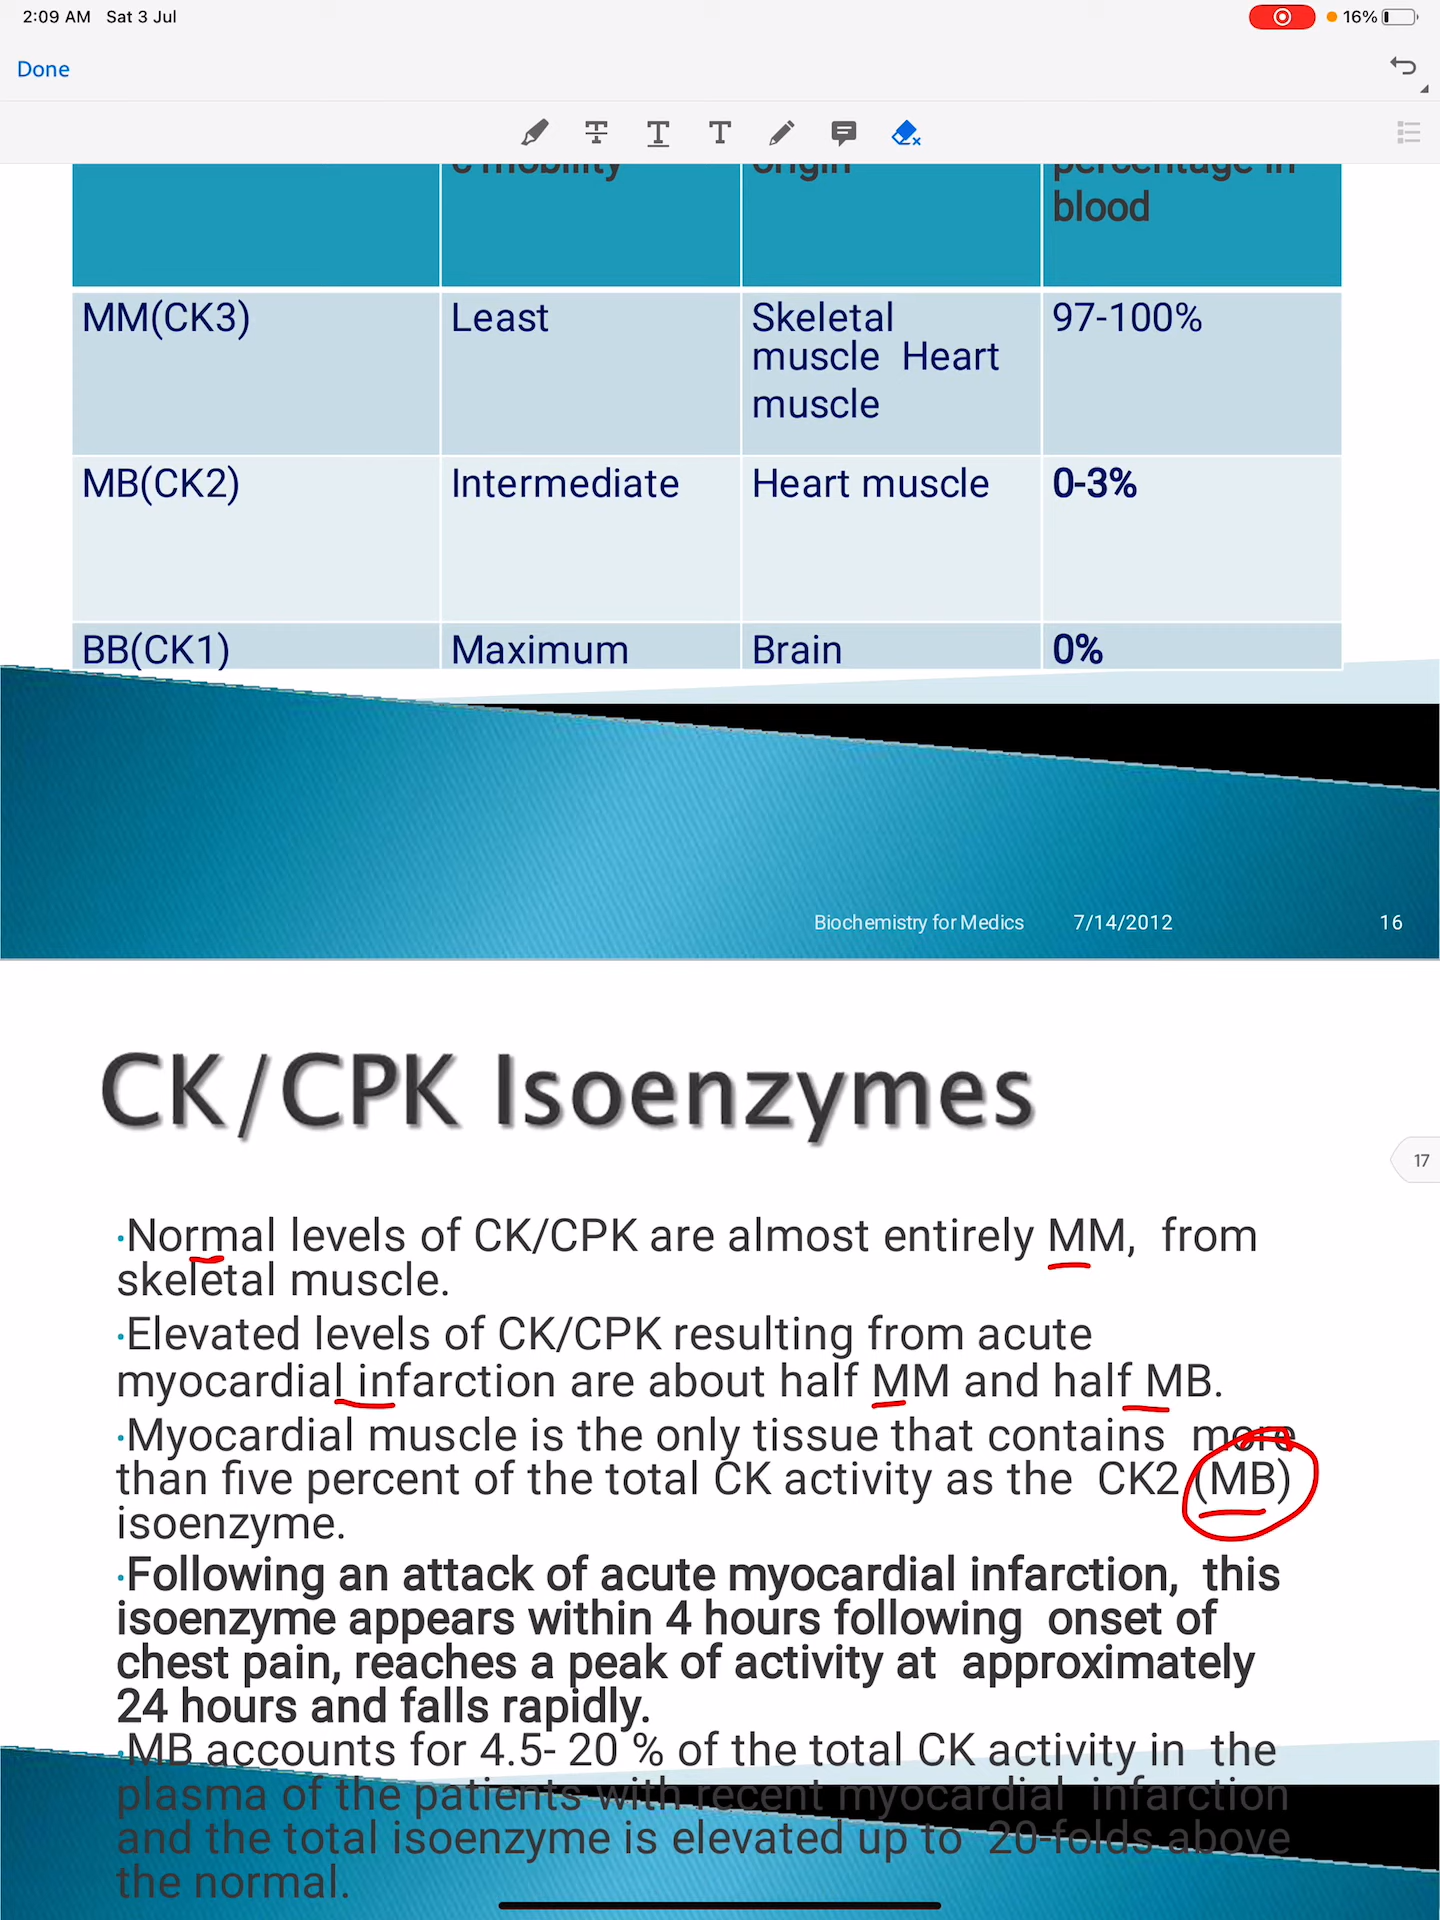 2:09 AM Sat 3 Jul
16%
Done
e mobility
origin
percentage in
blood
MM(CK3) Least Skeletal 97-100%
muscle Heart
muscle
MB(CK2) Intermediate Heart muscle 0-3%
BB(CK1) Maximum Brain 0%
Biochemistry for Medics 7/14/2012 16
CK/CPK Isoenzymes
17
·Normal levels of CK/CPK are almost entirely MM, from
skeletal muscle.
·Elevated levels of CK/CPK resulting from acute
myocardial infarction are about half MM and half MB.
·Myocardial muscle is the only tissue that contains more
than five percent of the total CK activity as the CK2 (MB)
isoenzyme.
·Following an attack of acute myocardial infarction, this
isoenzyme appears within 4 hours following onset of
chest pain, reaches a peak of activity at approximately
24 hours and falls rapidly.
·MB accounts for 4.5- 20 % of the total CK activity in the
plasma of the patients with recent myocardial infarction
and the total isoenzyme is elevated up to 20-folds above
the normal.